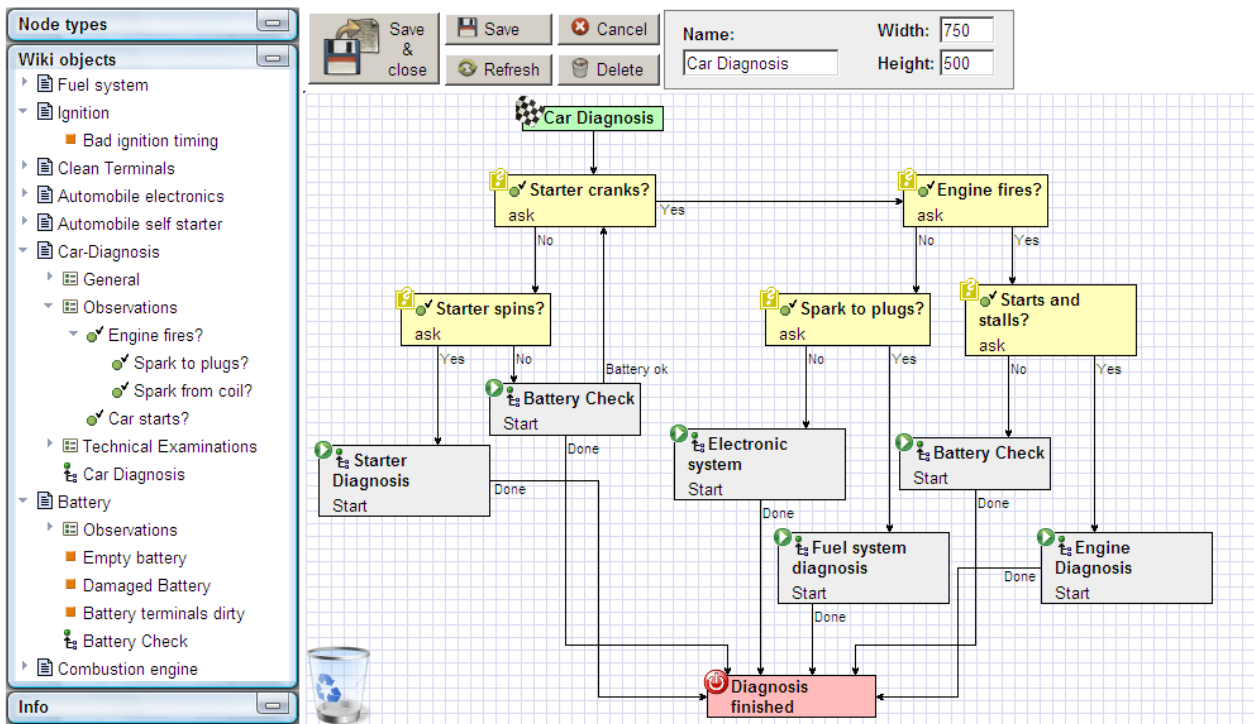 Node types
Wiki objects
Fuel system
Ignition
Bad ignition timing
Clean Terminals
Automobile electronics
Automobile self starter
Car-Diagnosis
General
Observations
Engine fires?
Spark to plugs?
Spark from coil?
Car starts?
Technical Examinations
Car Diagnosis
Battery
Observations
Empty battery
Damaged Battery
Battery terminals dirty
Battery Check
Combustion engine
Info
Save
&
close
Save
Cancel
Refresh
Delete
Name:
Car Diagnosis
Width: 750
Height: 500
Car Diagnosis
Starter cranks?
ask
Yes
No
Engine fires?
ask
No
Yes
Starter spins?
ask
Yes
No
Battery ok
Spark to plugs?
ask
No
Yes
Starts and
stalls?
ask
No
Yes
Battery Check
Start
Done
Starter
Diagnosis
Start
Done
Electronic
system
Start
Done
Battery Check
Start
Done
Fuel system
diagnosis
Start
Done
Engine
Diagnosis
Start
Done
Diagnosis
finished